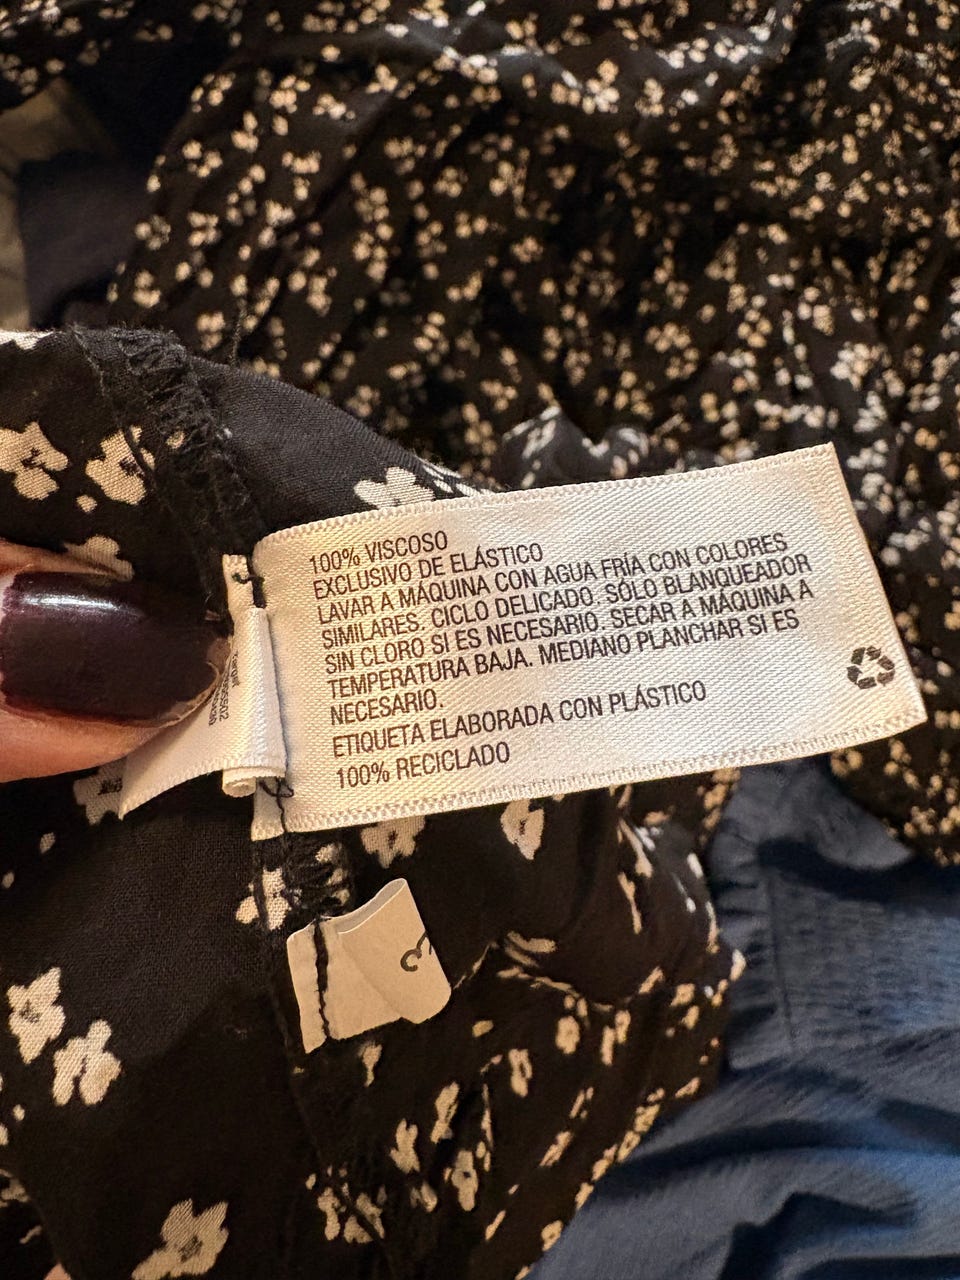 100% VISCOSO
EXCLUSIVO DE ELÁSTICO
LAVAR A MÁQUINA CON AGUA FRÍA CON COLORES
SIMILARES. CICLO DELICADO. SÓLO BLANQUEADOR
SIN CLORO SI ES NECESARIO. SECAR A MÁQUINA A
TEMPERATURA BAJA. MEDIANO PLANCHAR SI ES
NECESARIO.
ETIQUETA ELABORADA CON PLÁSTICO
100% RECICLADO